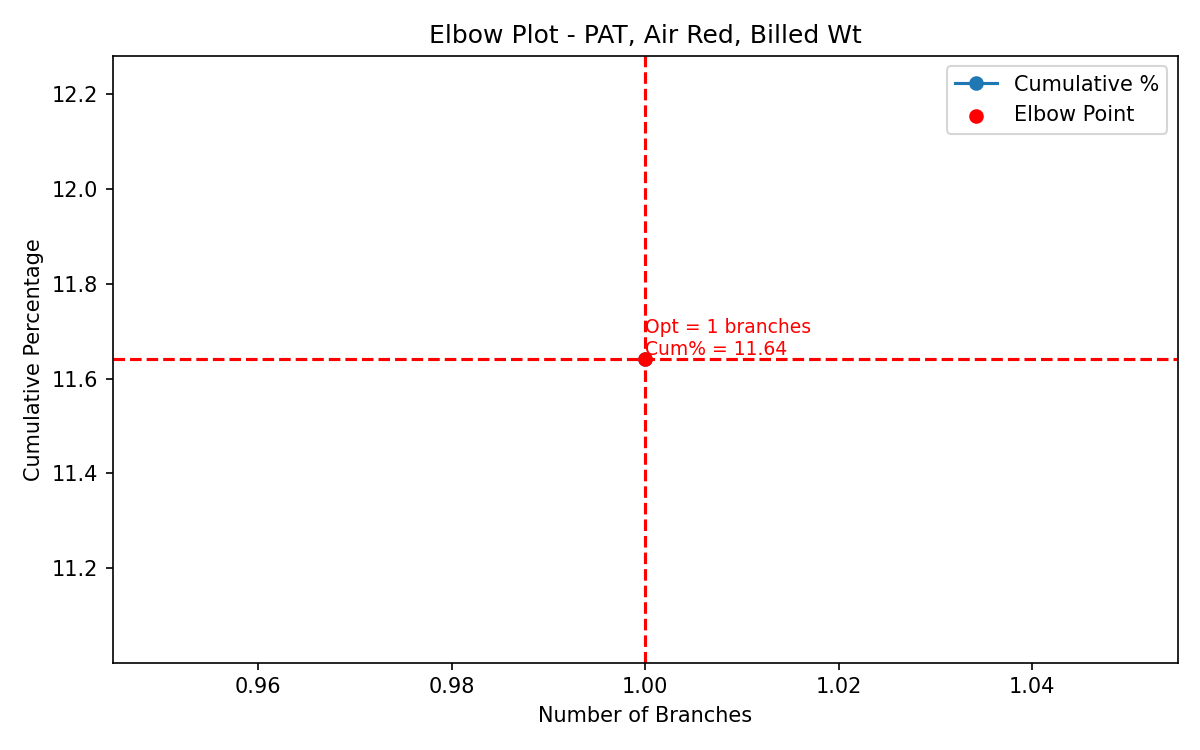 Elbow Plot - PAT, Air Red, Billed Wt
Cumulative %
Elbow Point
12.2
12.0
11.8
11.6
11.4
11.2
Cumulative Percentage
Opt = 1 branches
Cum% = 11.64
0.96
0.98
1.00
1.02
1.04
Number of Branches